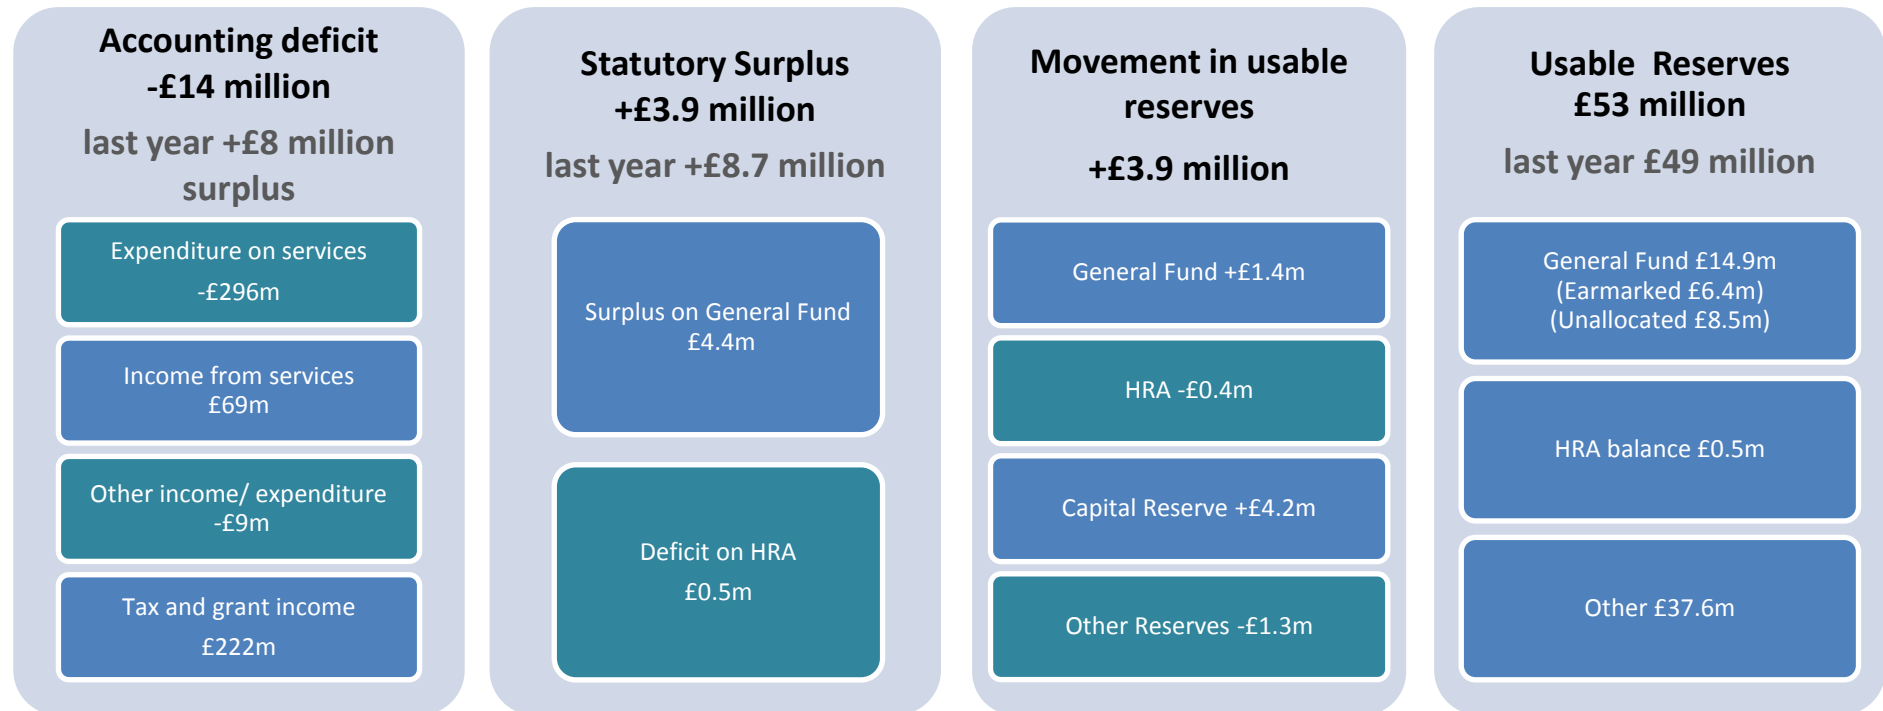 Accounting deficit
-£14 million
last year +£8 million
surplus
Expenditure on services
-£296m
Income from services
£69m
Other income/ expenditure
-£9m
Tax and grant income
£222m
Statutory Surplus
+£3.9 million
last year +£8.7 million
Surplus on General Fund
£4.4m
Deficit on HRA
£0.5m
Movement in usable
reserves
+£3.9 million
General Fund +£1.4m
HRA -£0.4m
Capital Reserve +£4.2m
Other Reserves -£1.3m
Usable Reserves
£53 million
last year £49 million
General Fund £14.9m
(Earmarked £6.4m)
(Unallocated £8.5m)
HRA balance £0.5m
Other £37.6m